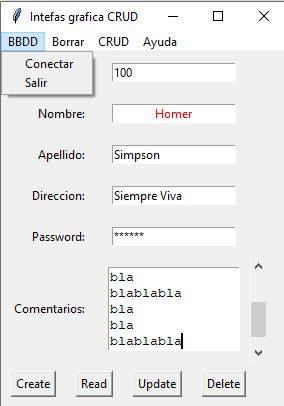 Intefas grafica CRUD
BBDD Borrar CRUD Ayuda
Conectar
Salir
100
Nombre: Homer
Apellido: Simpson
Direccion: Siempre Viva
Password: ******
Comentarios:
bla
blablabla
bla
bla
blablabla
Create Read Update Delete